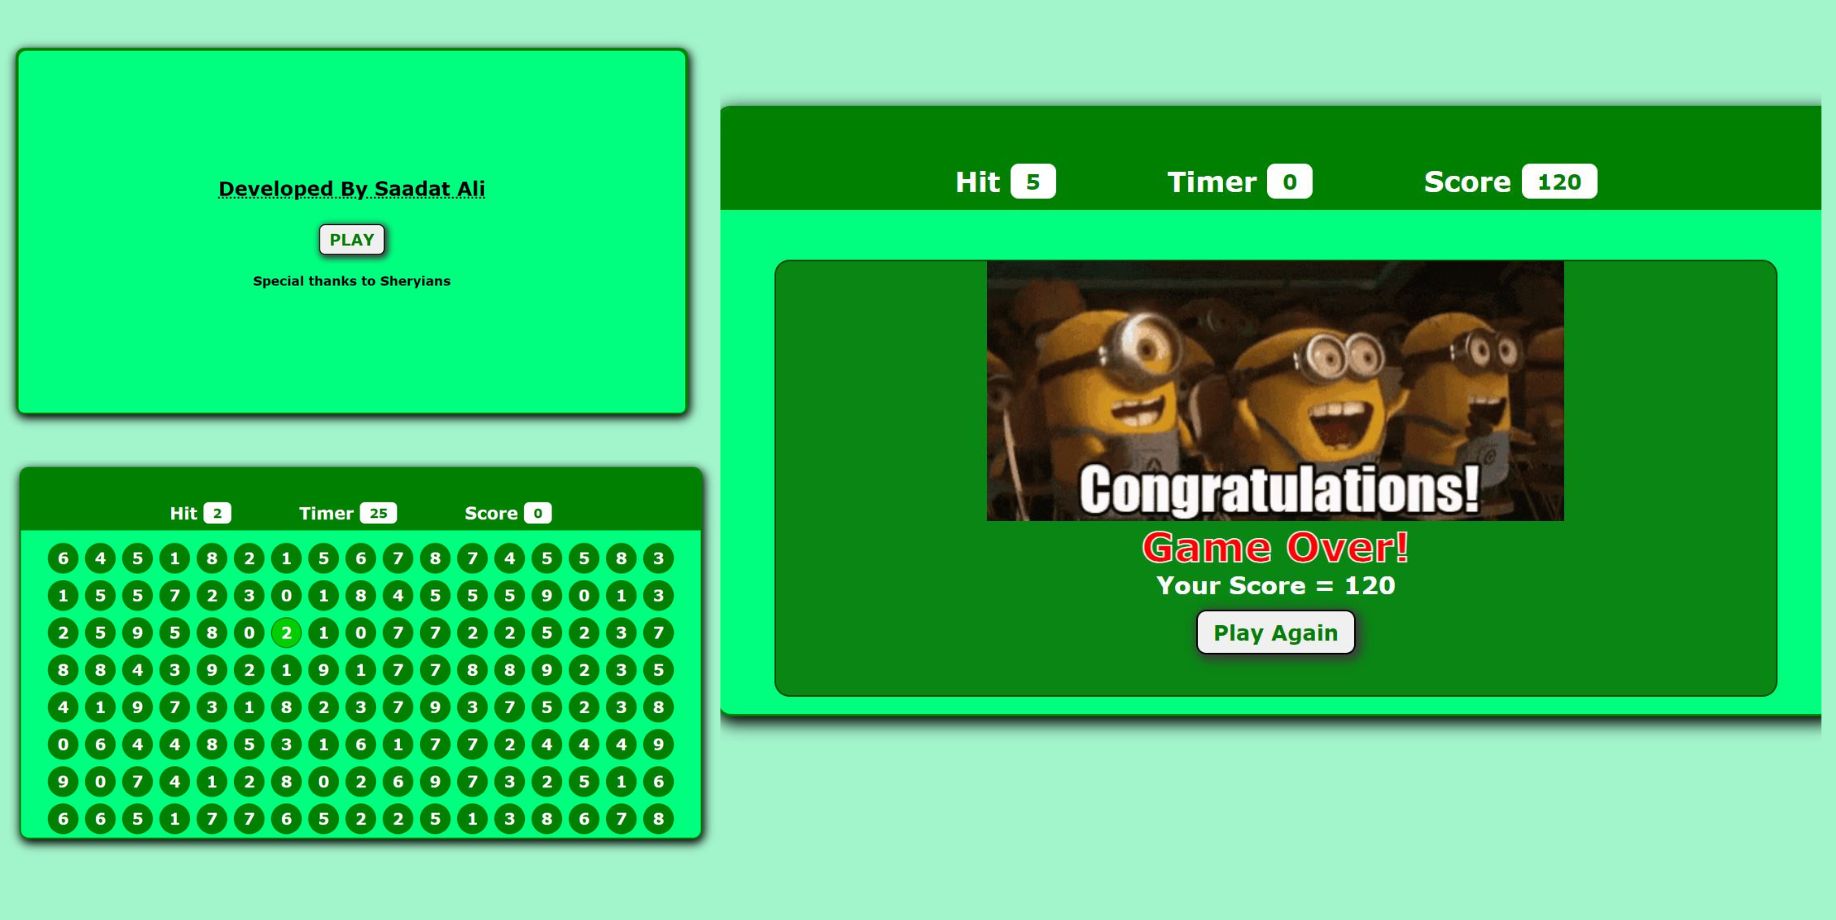 Developed By Saadat Ali
PLAY
Special thanks to Sheryians
Hit 2 Timer 25 Score 0
6 4 5 1 8 2 1 5 6 7 8 7 4 5 5 8 3
1 5 5 7 2 3 0 1 8 4 5 5 5 9 0 1 3
2 5 9 5 8 0 2 1 0 7 7 2 2 5 2 3 7
8 8 4 3 9 2 1 9 1 7 7 8 8 9 2 3 5
4 1 9 7 3 1 8 2 3 7 9 3 7 5 2 3 8
0 6 4 4 8 5 3 1 6 1 7 7 2 4 4 4 9
9 0 7 4 1 2 8 0 2 6 9 7 3 2 5 1 6
6 6 5 1 7 7 6 5 2 2 5 1 3 8 6 7 8
Hit 5 Timer 0 Score 120
Congratulations!
Game Over!
Your Score = 120
Play Again